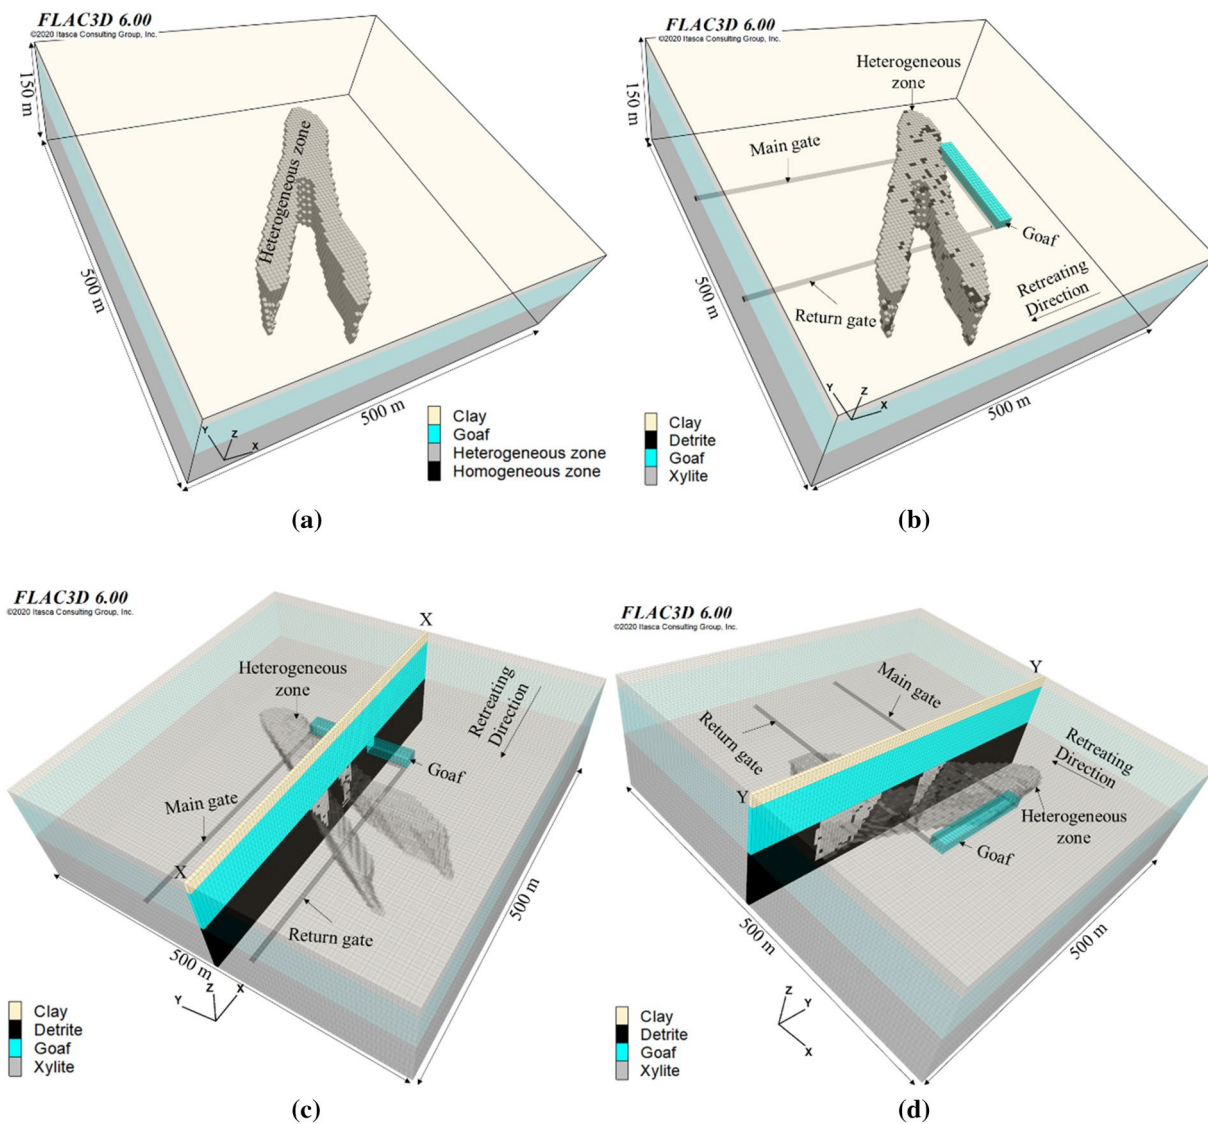 FLAC3D 6.00
©2020 Itasca Consulting Group, Inc.
150 m
Heterogeneous zone
500 m
500 m
Y
Z
X
Clay
Goaf
Heterogeneous zone
Homogeneous zone
(a)
FLAC3D 6.00
©2020 Itasca Consulting Group, Inc.
Heterogeneous
zone
150 m
Main gate
Goaf
Retreating
Direction
Return gate
500 m
500 m
Y
Z
X
Clay
Detrite
Goaf
Xylite
(b)
FLAC3D 6.00
©2020 Itasca Consulting Group, Inc.
X
Heterogeneous
zone
Retreating
Direction
Goaf
Main gate
X
Return gate
500 m
500 m
Y
Z
X
Clay
Detrite
Goaf
Xylite
(c)
FLAC3D 6.00
©2020 Itasca Consulting Group, Inc.
Y
Main gate
Return gate
Retreating
Direction
Y
Heterogeneous
zone
Goaf
500 m
500 m
Z
Y
X
Clay
Detrite
Goaf
Xylite
(d)